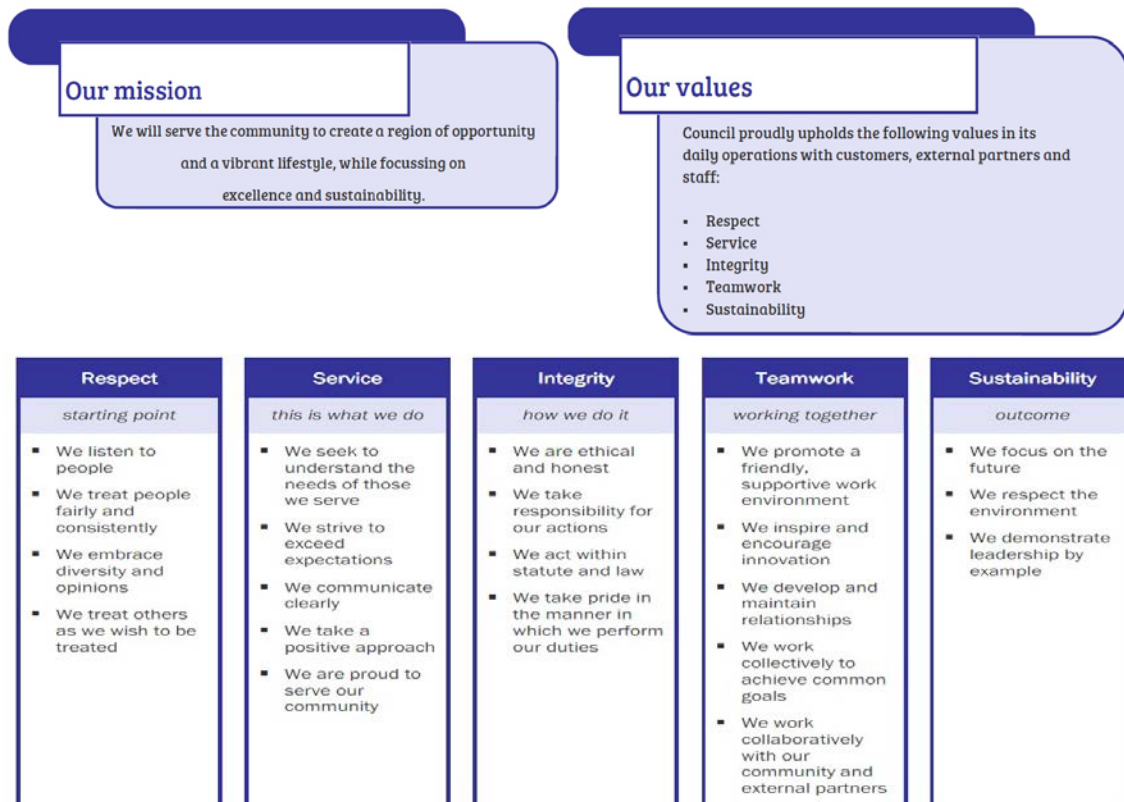 Our mission
We will serve the community to create a region of opportunity
and a vibrant lifestyle, while focussing on
excellence and sustainability.
Our values
Council proudly upholds the following values in its
daily operations with customers, external partners and
staff:
▪ Respect
▪ Service
▪ Integrity
▪ Teamwork
▪ Sustainability
Respect
starting point
▪ We listen to
people
▪ We treat people
fairly and
consistently
▪ We embrace
diversity and
opinions
▪ We treat others
as we wish to be
treated
Service
this is what we do
▪ We seek to
understand the
needs of those
we serve
▪ We strive to
exceed
expectations
▪ We communicate
clearly
▪ We take a
positive approach
▪ We are proud to
serve our
community
Integrity
how we do it
▪ We are ethical
and honest
▪ We take
responsibility for
our actions
▪ We act within
statute and law
▪ We take pride in
the manner in
which we perform
our duties
Teamwork
working together
▪ We promote a
friendly,
supportive work
environment
▪ We inspire and
encourage
innovation
▪ We develop and
maintain
relationships
▪ We work
collectively to
achieve common
goals
▪ We work
collaboratively
with our
community and
external partners
Sustainability
outcome
▪ We focus on the
future
▪ We respect the
environment
▪ We demonstrate
leadership by
example